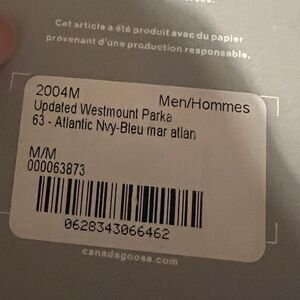 Cet article a été produit avec du papier
provenant d'une production responsable.
2004M Men/Hommes
Updated Westmount Parka
63 - Atlantic Nvy-Bleu mar atlan
M/M
000063873
0628343066462
canadagoose.com